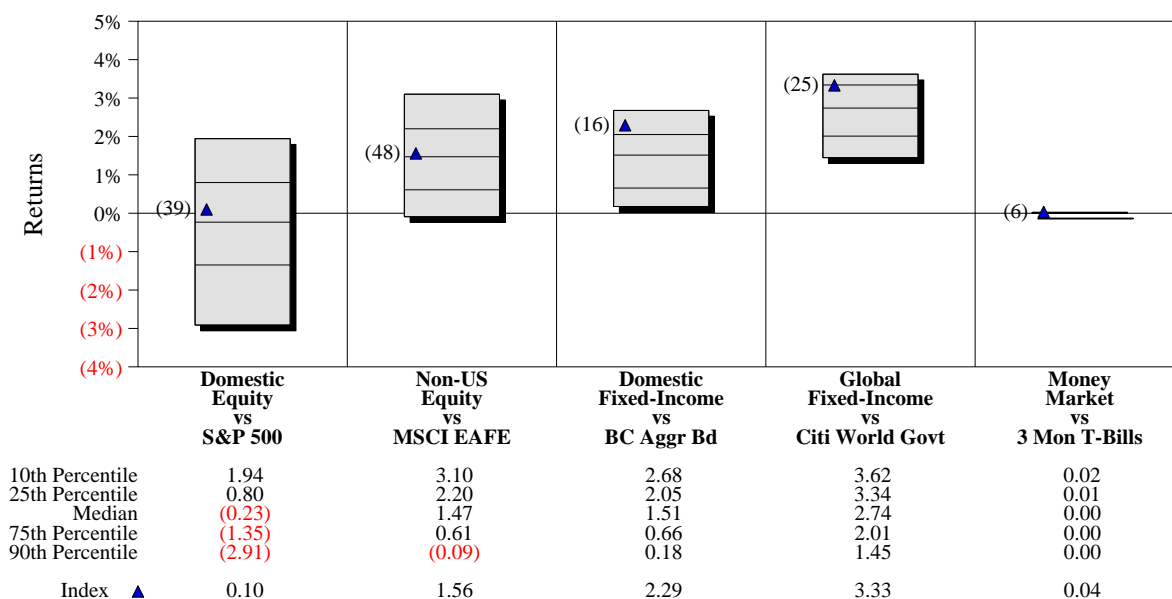 5%
4%
3%
2%
1%
0%
(1%)
(2%)
(3%)
(4%)
Returns
(39)
(48)
(16)
(25)
(6)
Domestic Equity vs S&P 500
Non-US Equity vs MSCI EAFE
Domestic Fixed-Income vs BC Aggr Bd
Global Fixed-Income vs Citi World Govt
Money Market vs 3 Mon T-Bills
10th Percentile 1.94 3.10 2.68 3.62 0.02
25th Percentile 0.80 2.20 2.05 3.34 0.01
Median (0.23) 1.47 1.51 2.74 0.00
75th Percentile (1.35) 0.61 0.66 2.01 0.00
90th Percentile (2.91) (0.09) 0.18 1.45 0.00
Index 0.10 1.56 2.29 3.33 0.04